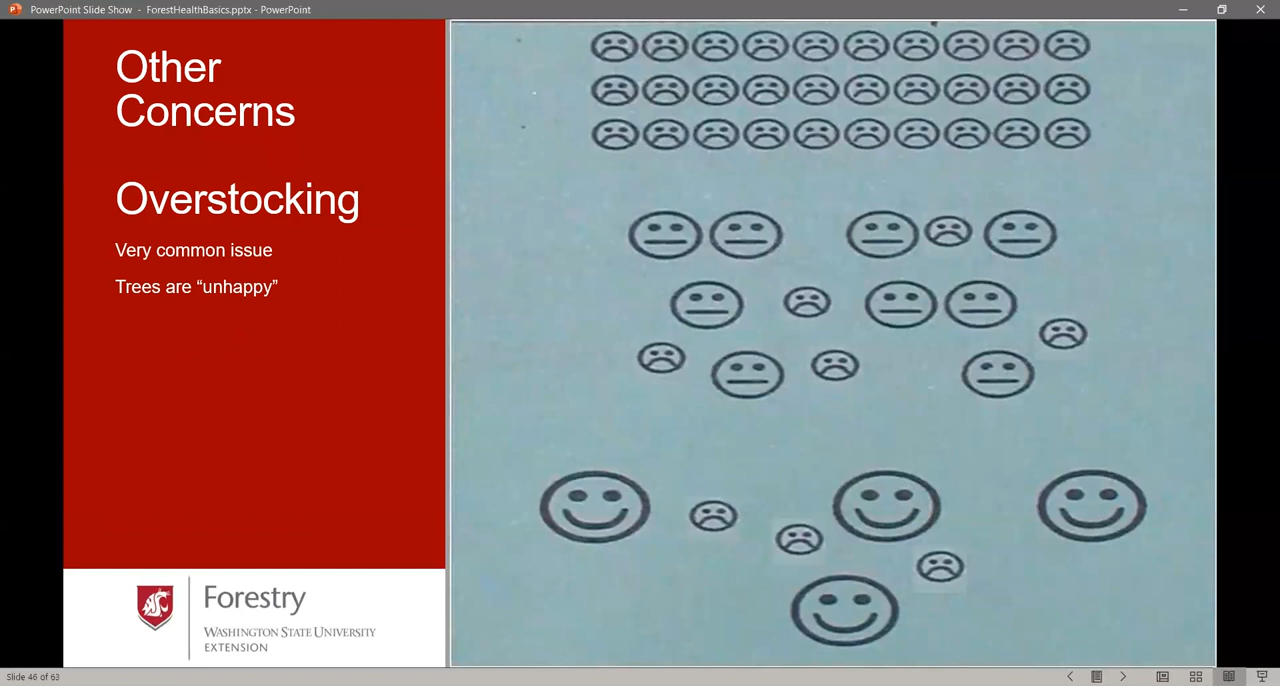 PowerPoint Slide Show - ForestHealthBasics.pptx - PowerPoint
Other
Concerns
Overstocking
Very common issue
Trees are “unhappy”
Forestry
WASHINGTON STATE UNIVERSITY
EXTENSION
Slide 46 of 63